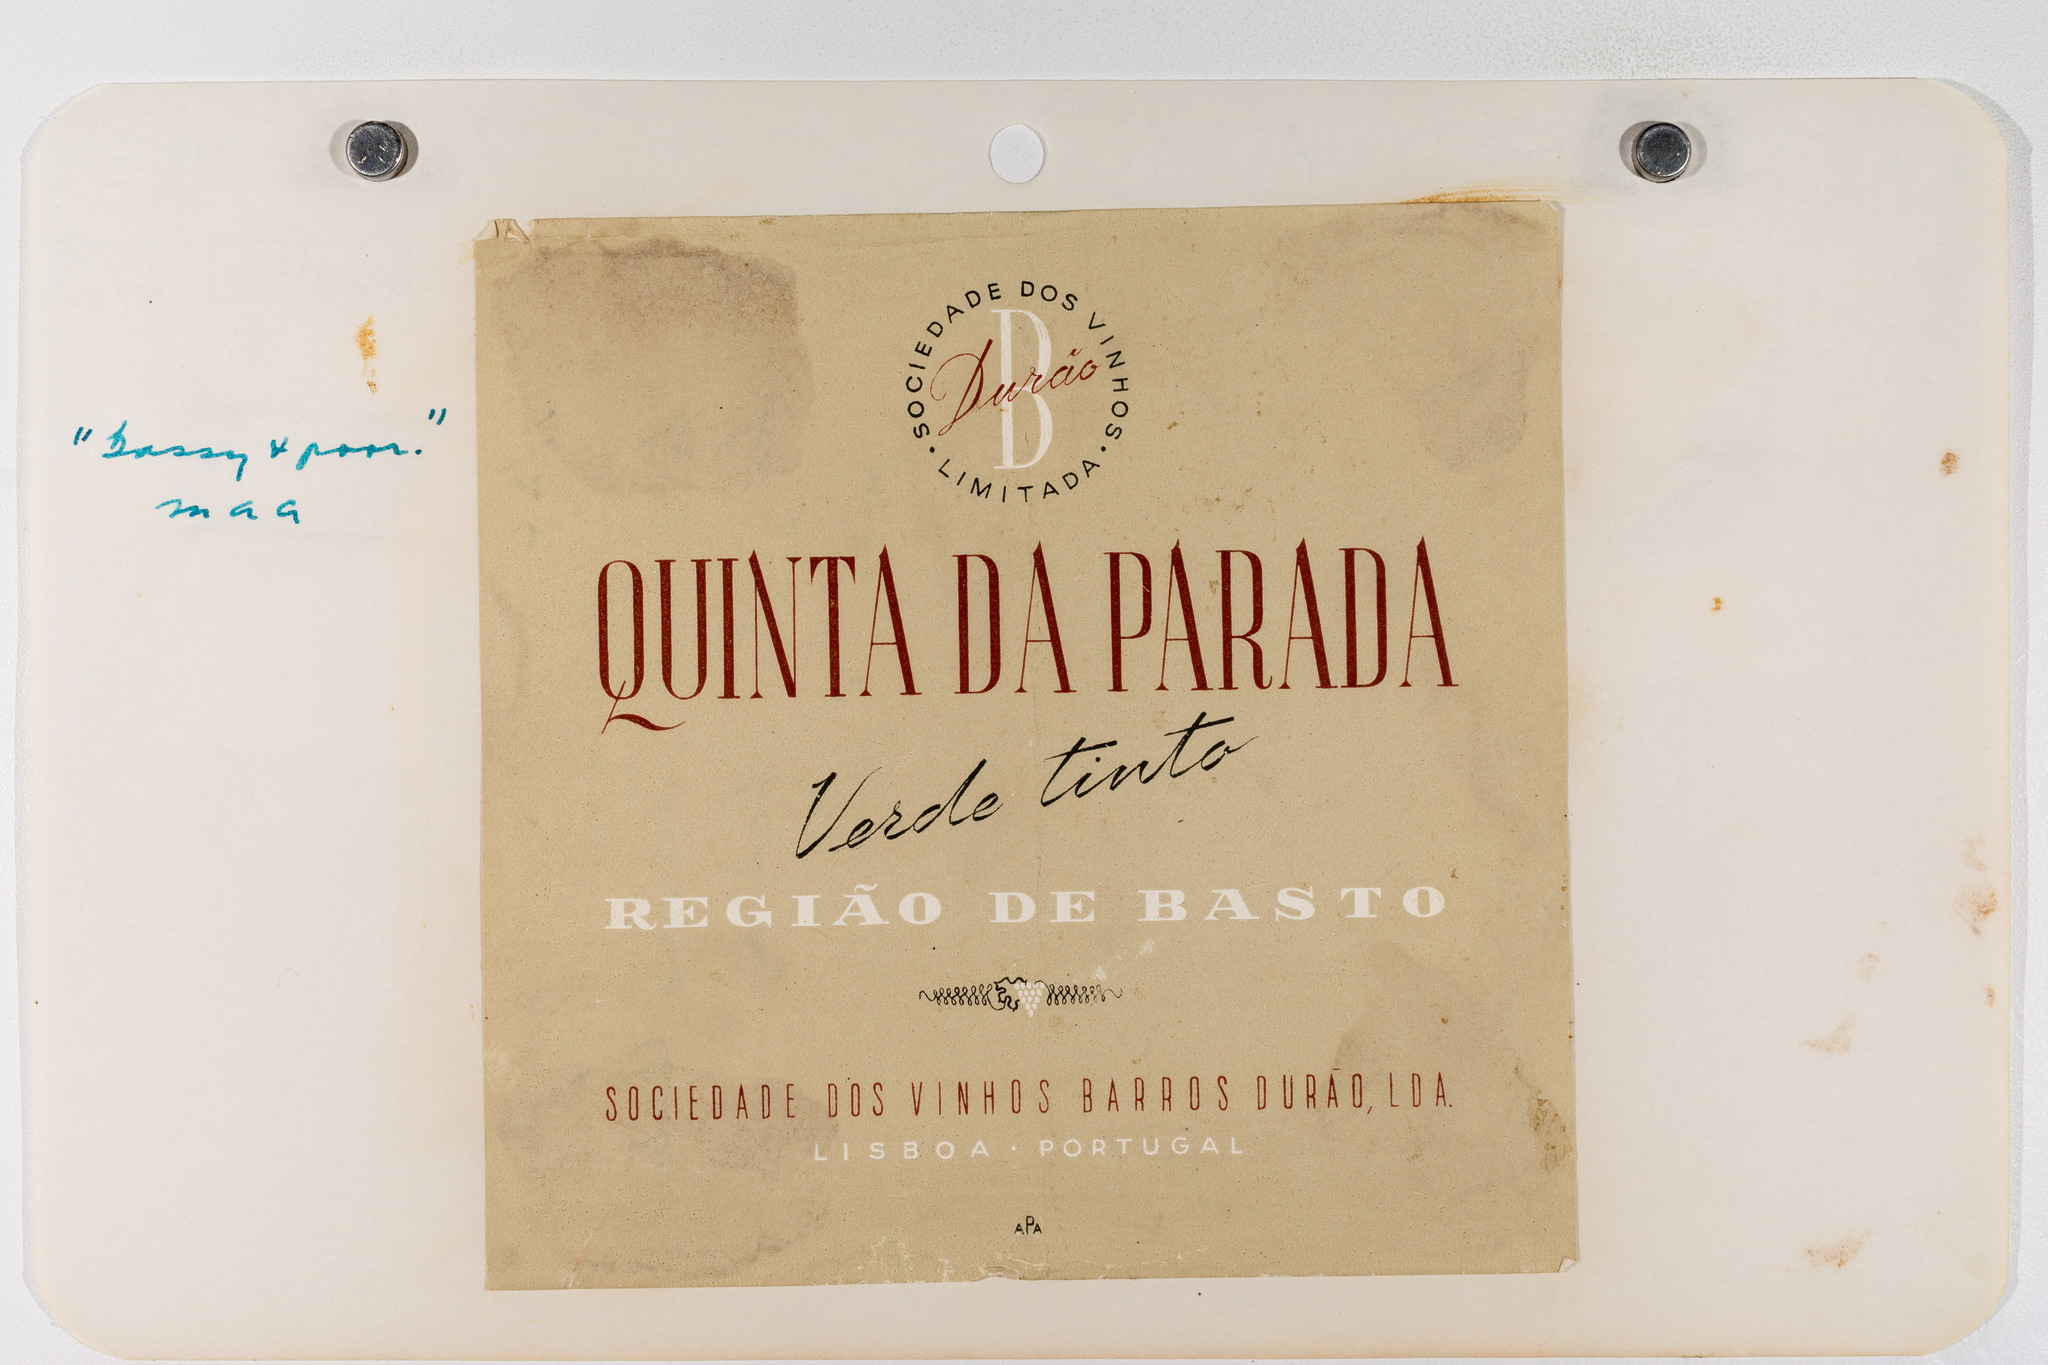 SOCIEDADE DOS VINHOS
B
Durão
· LIMITADA ·
"Gassy & poor."
maa
QUINTA DA PARADA
Verde tinto
REGIÃO DE BASTO
SOCIEDADE DOS VINHOS BARROS DURÃO, LDA.
LISBOA · PORTUGAL
APA